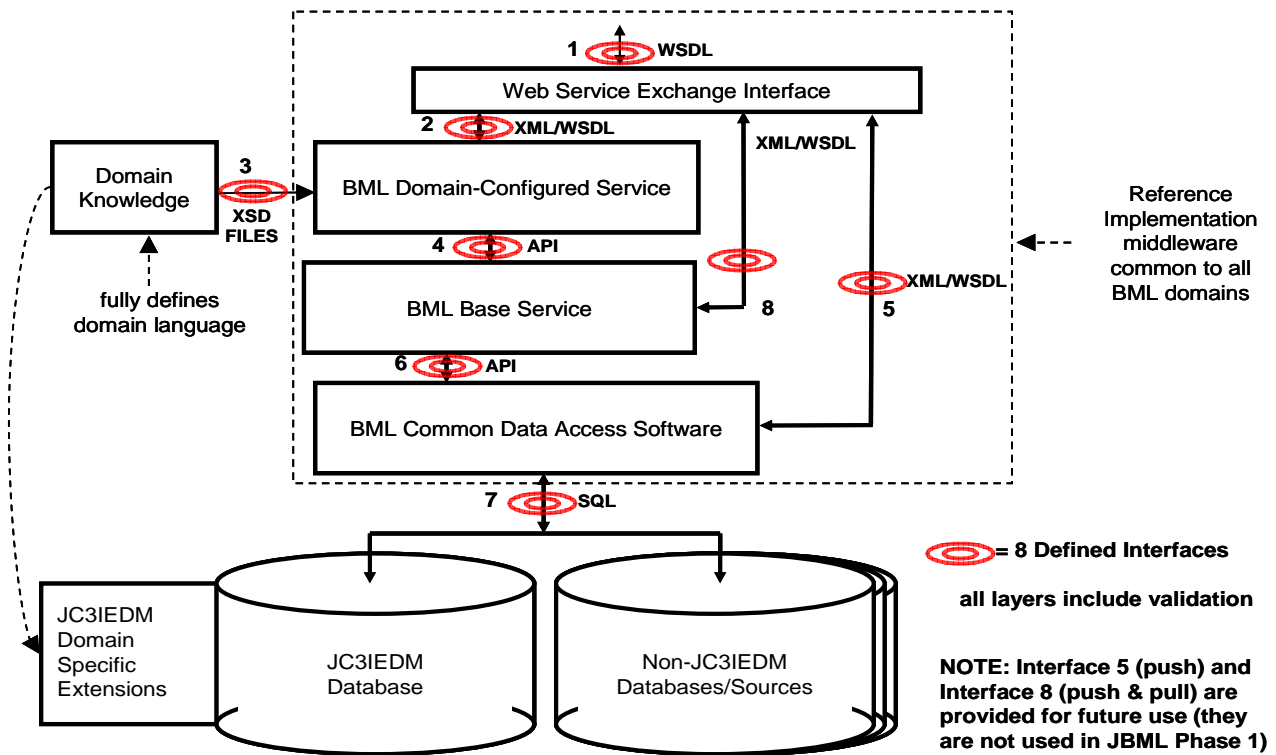 1
WSDL
Web Service Exchange Interface
2
XML/WSDL
XML/WSDL
Domain
Knowledge
3
XSD
FILES
BML Domain-Configured Service
Reference
Implementation
middleware
common to all
BML domains
4
API
fully defines
domain language
BML Base Service
8
XML/WSDL
5
6
API
BML Common Data Access Software
7
SQL
= 8 Defined Interfaces
all layers include validation
JC3IEDM
Domain
Specific
Extensions
JC3IEDM
Database
Non-JC3IEDM
Databases/Sources
NOTE: Interface 5 (push) and
Interface 8 (push & pull) are
provided for future use (they
are not used in JBML Phase 1)